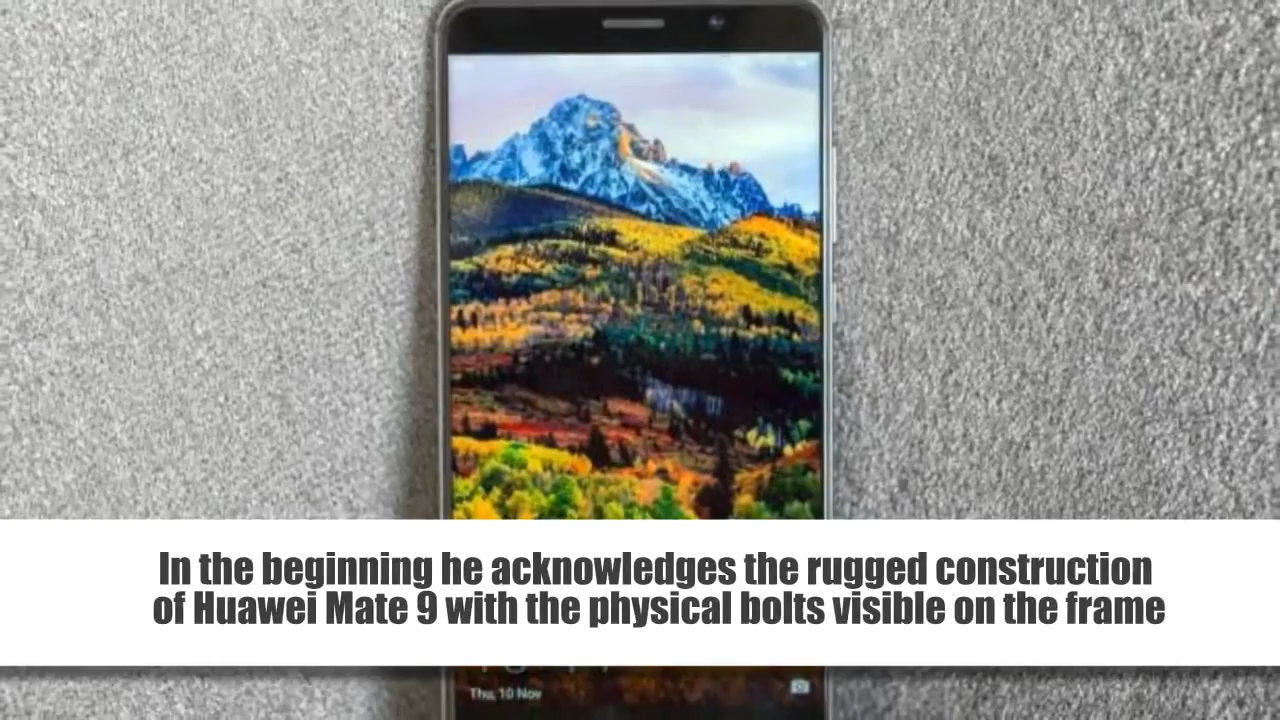 In the beginning he acknowledges the rugged construction
of Huawei Mate 9 with the physical bolts visible on the frame
Thu, 10 Nov